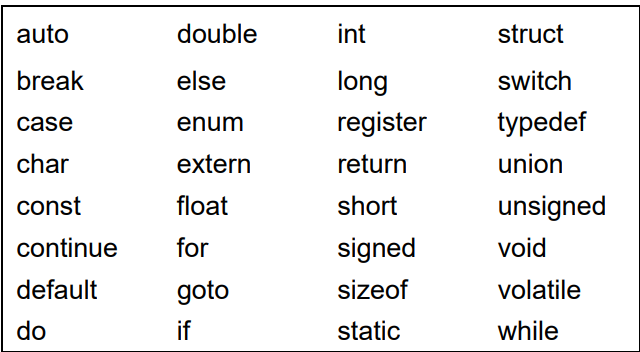 auto double int struct
break else long switch
case enum register typedef
char extern return union
const float short unsigned
continue for signed void
default goto sizeof volatile
do if static while